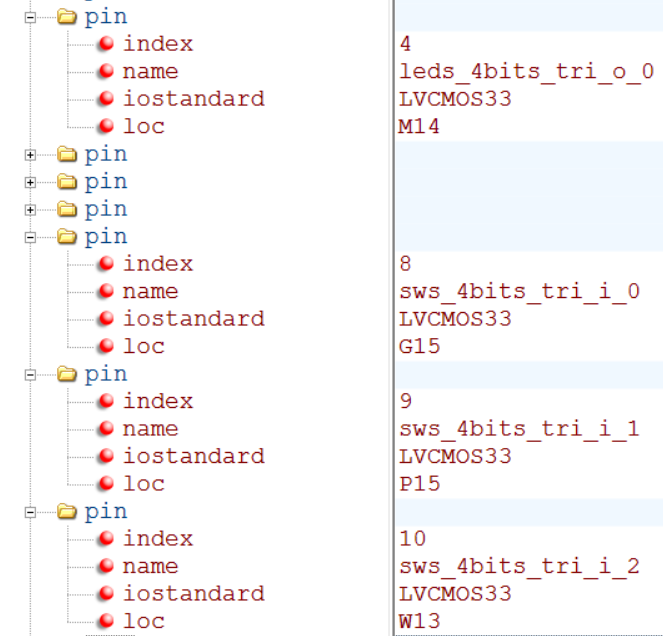 pin
index 4
name leds_4bits_tri_o_0
iostandard LVCMOS33
loc M14
pin
pin
pin
pin
index 8
name sws_4bits_tri_i_0
iostandard LVCMOS33
loc G15
pin
index 9
name sws_4bits_tri_i_1
iostandard LVCMOS33
loc P15
pin
index 10
name sws_4bits_tri_i_2
iostandard LVCMOS33
loc W13